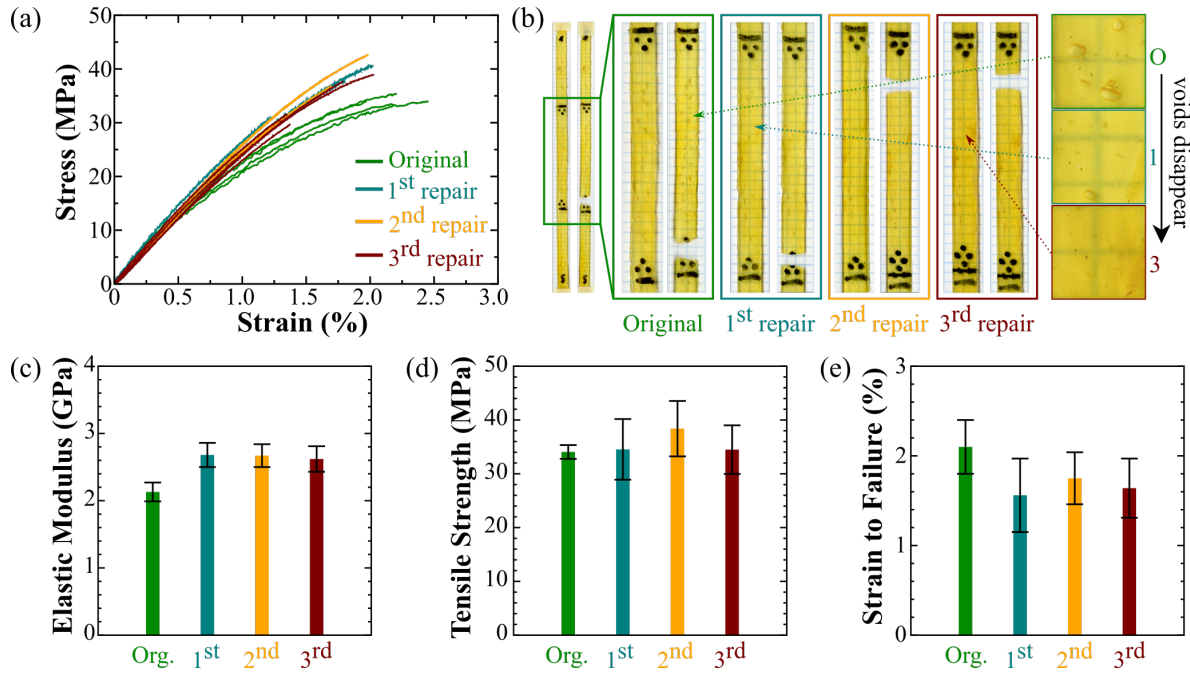 (a)
Stress (MPa)
50
40
30
20
10
0
0
0.5
1.0
1.5
2.0
2.5
3.0
Strain (%)
Original
1st repair
2nd repair
3rd repair
(b)
Original
1st repair
2nd repair
3rd repair
O
1
3
voids disappear
(c)
Elastic Modulus (GPa)
4
3
2
1
0
Org.
1st
2nd
3rd
(d)
Tensile Strength (MPa)
50
40
30
20
10
0
Org.
1st
2nd
3rd
(e)
Strain to Failure (%)
3
2
1
0
Org.
1st
2nd
3rd